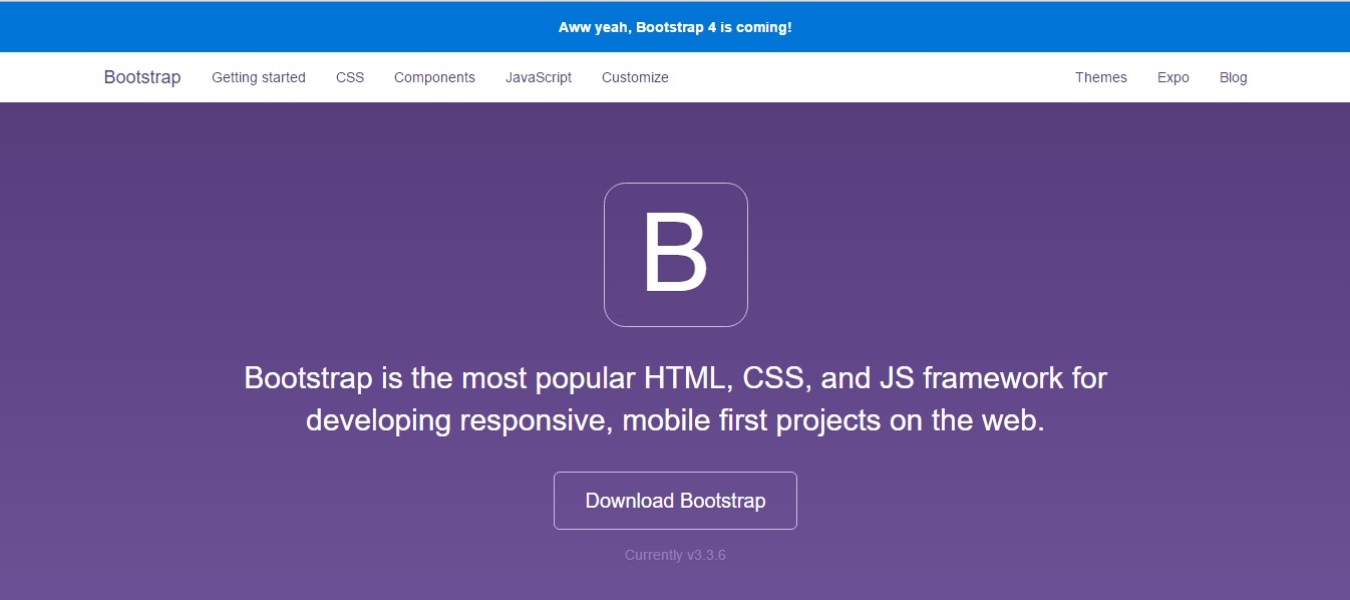 Aww yeah, Bootstrap 4 is coming!
Bootstrap Getting started CSS Components JavaScript Customize Themes Expo Blog
B
Bootstrap is the most popular HTML, CSS, and JS framework for
developing responsive, mobile first projects on the web.
Download Bootstrap
Currently v3.3.6